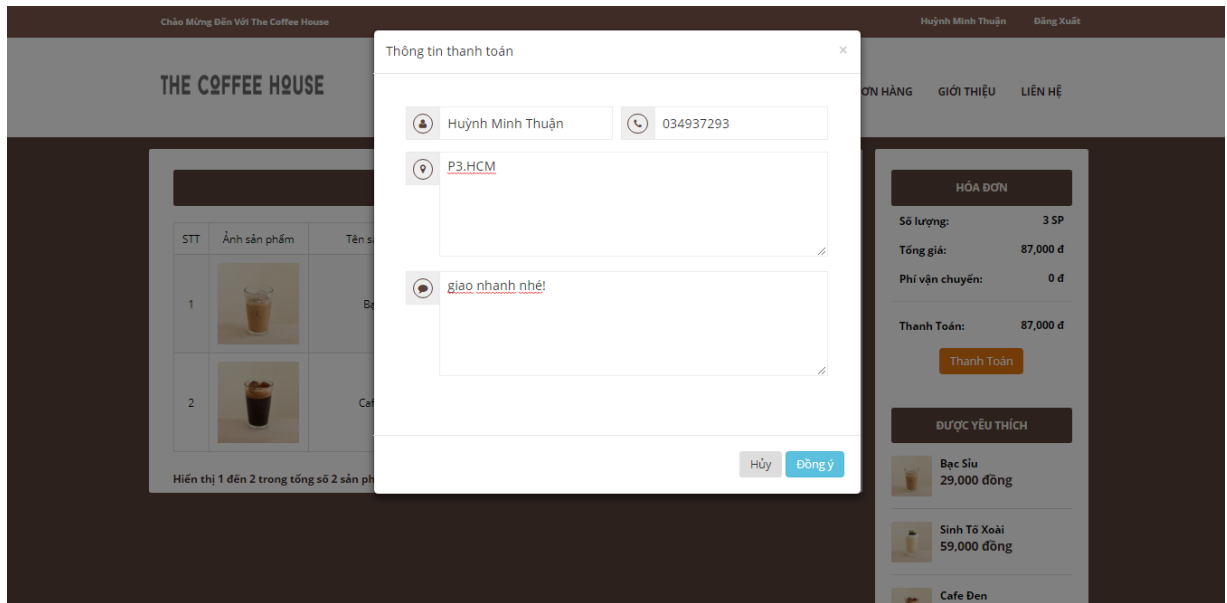 Chào Mừng Đến Với The Coffee House
Huỳnh Minh Thuận Đăng Xuất
THE COFFEE HOUSE
HÀNG GIỚI THIỆU LIÊN HỆ
Thông tin thanh toán ×
Huỳnh Minh Thuận
034937293
P3.HCM
giao nhanh nhé!
Hủy Đồng ý
STT Ảnh sản phẩm Tên
1
2
Hiển thị 1 đến 2 trong tổng số 2 sản
HÓA ĐƠN
Số lượng: 3 SP
Tổng giá: 87,000 đ
Phí vận chuyển: 0 đ
Thanh Toán: 87,000 đ
Thanh Toán
ĐƯỢC YÊU THÍCH
Bạc Sỉu
29,000 đồng
Sinh Tố Xoài
59,000 đồng
Cafe Đen